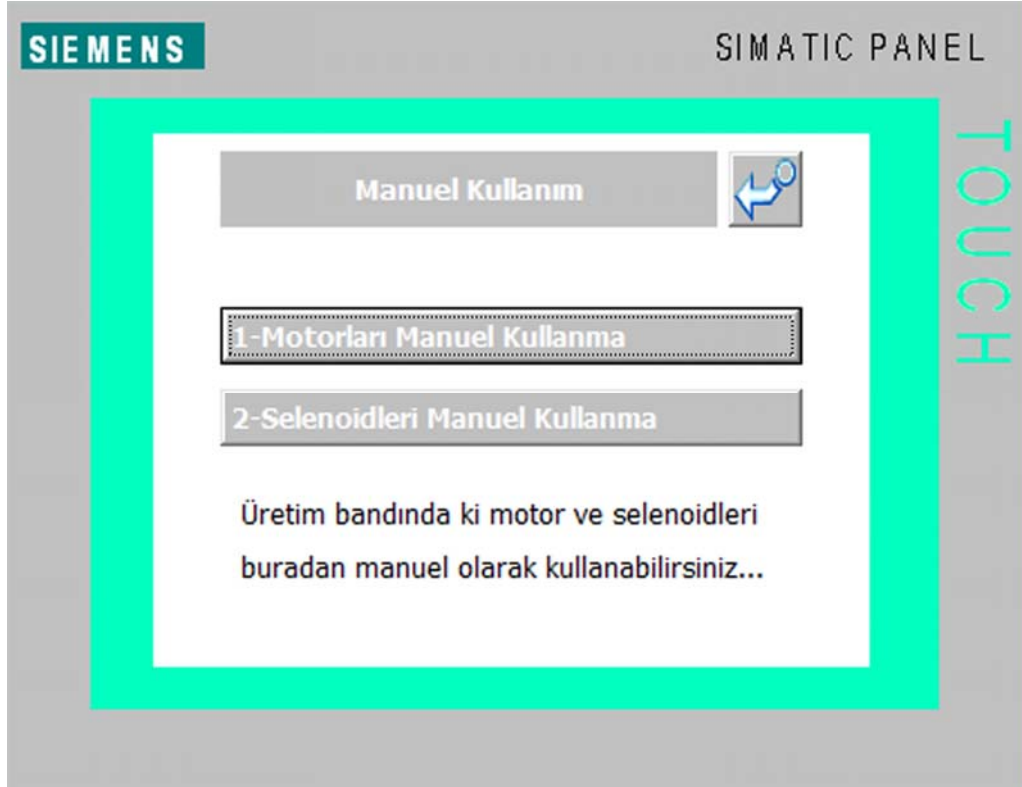 SIEMENS
SIMATIC PANEL
TOUCH
Manuel Kullanım
1-Motorları Manuel Kullanma
2-Selenoidleri Manuel Kullanma
Üretim bandında ki motor ve selenoidleri
buradan manuel olarak kullanabilirsiniz...